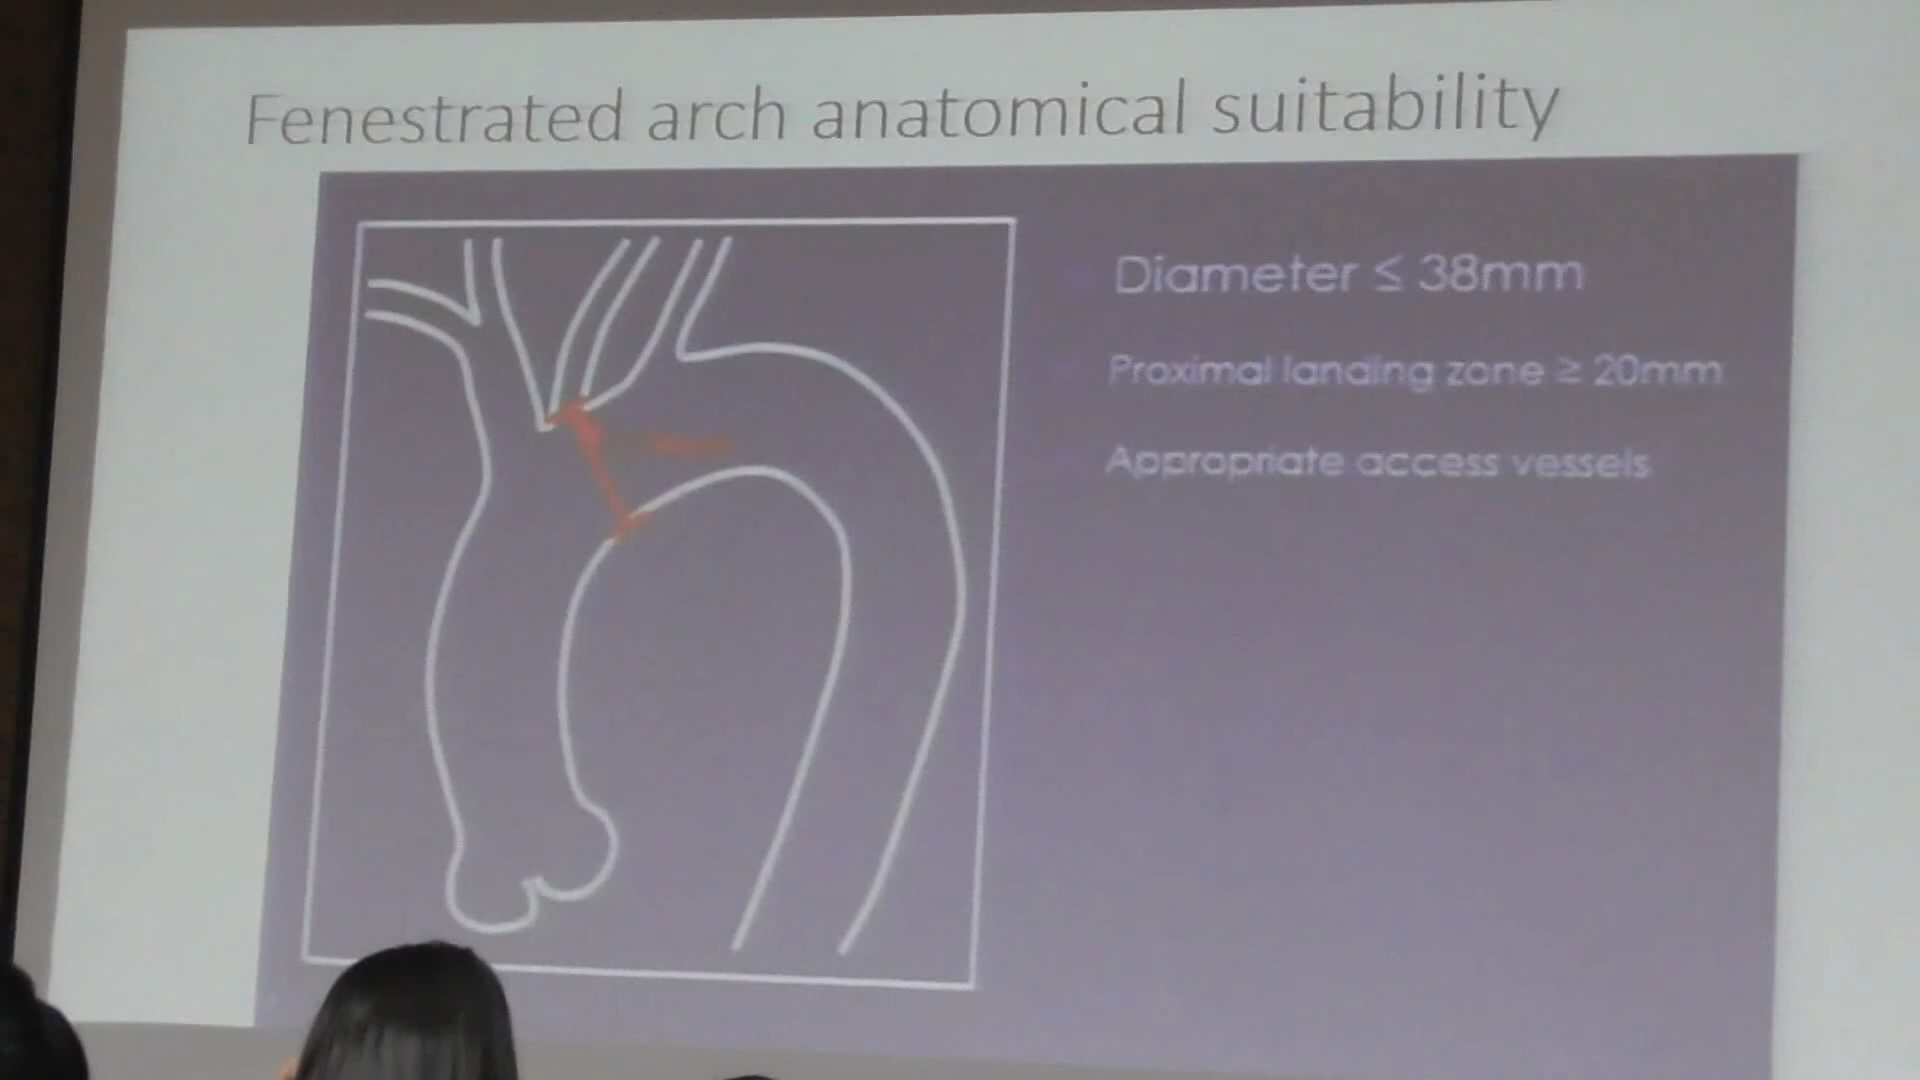 Fenestrated arch anatomical suitability
Diameter ≤ 38mm
Proximal landing zone ≥ 20mm
Appropriate access vessels